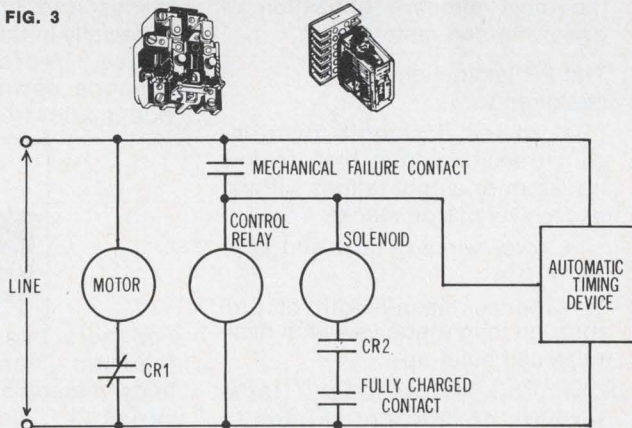 FIG. 3
MECHANICAL FAILURE CONTACT
CONTROL
RELAY
SOLENOID
LINE
MOTOR
AUTOMATIC
TIMING
DEVICE
CR1
CR2
FULLY CHARGED
CONTACT